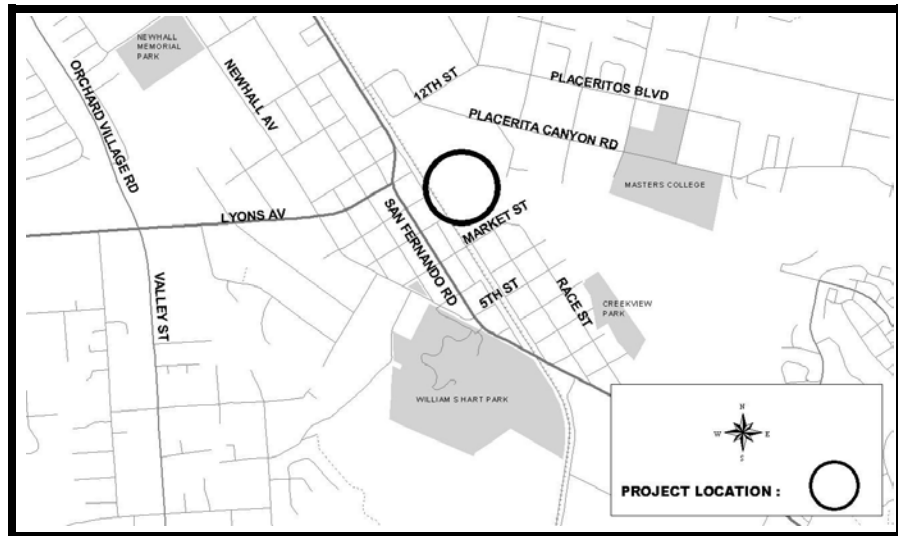 NEWHALL
MEMORIAL
PARK
ORCHARD VILLAGE RD
NEWHALL AV
12TH ST
PLACERITOS BLVD
PLACERITA CANYON RD
MASTERS COLLEGE
LYONS AV
SAN FERNANDO RD
MARKET ST
VALLEY ST
5TH ST
RACE ST
CREEKVIEW
PARK
WILLIAM S HART PARK
N
W E
S
PROJECT LOCATION :